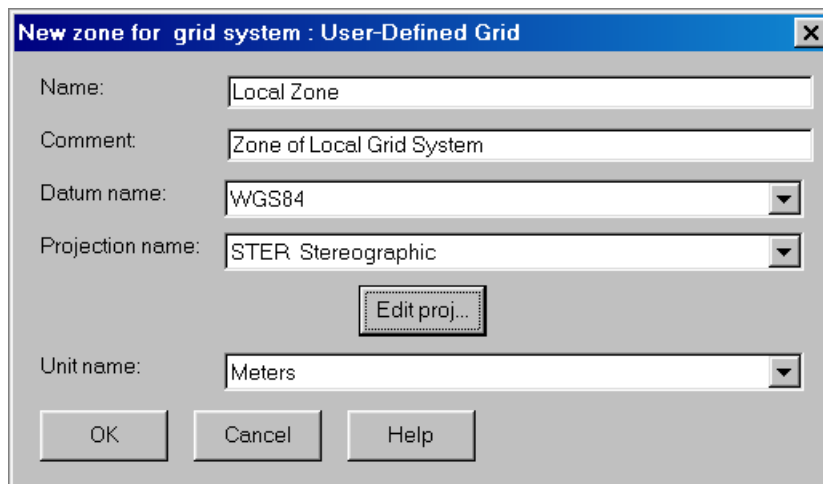 New zone for grid system : User-Defined Grid
Name: Local Zone
Comment: Zone of Local Grid System
Datum name: WGS84
Projection name: STER Stereographic
Edit proj...
Unit name: Meters
OK Cancel Help